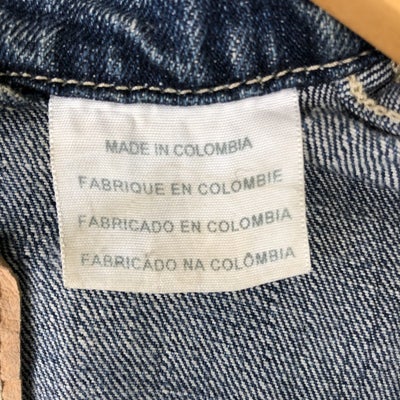 MADE IN COLOMBIA
FABRIQUE EN COLOMBIE
FABRICADO EN COLOMBIA
FABRICADO NA COLÔMBIA